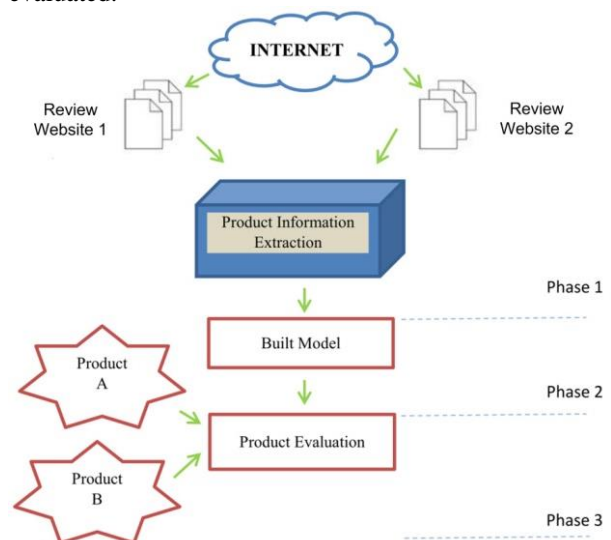 evaluated.
INTERNET
Review
Website 1
Review
Website 2
Product Information
Extraction
Phase 1
Built Model
Product
A
Phase 2
Product Evaluation
Product
B
Phase 3